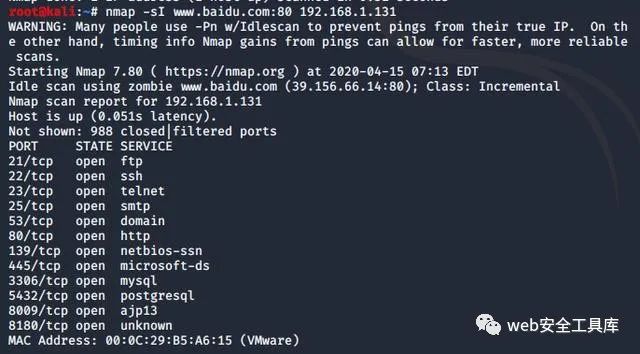 root@kali:~# nmap -sI www.baidu.com:80 192.168.1.131
WARNING: Many people use -Pn w/Idlescan to prevent pings from their true IP.  On th
e other hand, timing info Nmap gains from pings can allow for faster, more reliable
 scans.
Starting Nmap 7.80 ( https://nmap.org ) at 2020-04-15 07:13 EDT
Idle scan using zombie www.baidu.com (39.156.66.14:80); Class: Incremental
Nmap scan report for 192.168.1.131
Host is up (0.051s latency).
Not shown: 988 closed|filtered ports
PORT     STATE SERVICE
21/tcp   open  ftp
22/tcp   open  ssh
23/tcp   open  telnet
25/tcp   open  smtp
53/tcp   open  domain
80/tcp   open  http
139/tcp  open  netbios-ssn
445/tcp  open  microsoft-ds
3306/tcp open  mysql
5432/tcp open  postgresql
8009/tcp open  ajp13
8180/tcp open  unknown
MAC Address: 00:0C:29:B5:A6:15 (VMware)
web安全工具库